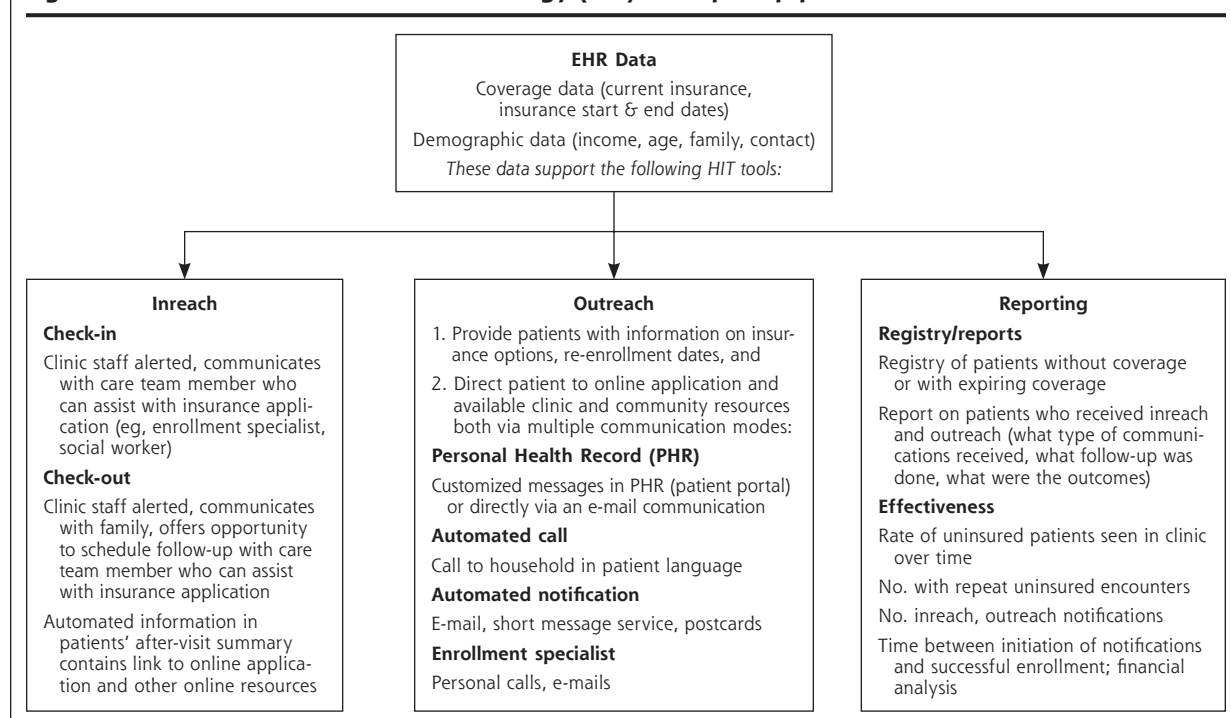 EHR Data
Coverage data (current insurance,
insurance start & end dates)
Demographic data (income, age, family, contact)
These data support the following HIT tools:
Inreach
Check-in
Clinic staff alerted, communicates
with care team member who
can assist with insurance appli-
cation (eg, enrollment specialist,
social worker)
Check-out
Clinic staff alerted, communicates
with family, offers opportunity
to schedule follow-up with care
team member who can assist
with insurance application
Automated information in
patients’ after-visit summary
contains link to online applica-
tion and other online resources
Outreach
1. Provide patients with information on insur-
ance options, re-enrollment dates, and
2. Direct patient to online application and
available clinic and community resources
both via multiple communication modes:
Personal Health Record (PHR)
Customized messages in PHR (patient portal)
or directly via an e-mail communication
Automated call
Call to household in patient language
Automated notification
E-mail, short message service, postcards
Enrollment specialist
Personal calls, e-mails
Reporting
Registry/reports
Registry of patients without coverage
or with expiring coverage
Report on patients who received inreach
and outreach (what type of communi-
cations received, what follow-up was
done, what were the outcomes)
Effectiveness
Rate of uninsured patients seen in clinic
over time
No. with repeat uninsured encounters
No. inreach, outreach notifications
Time between initiation of notifications
and successful enrollment; financial
analysis